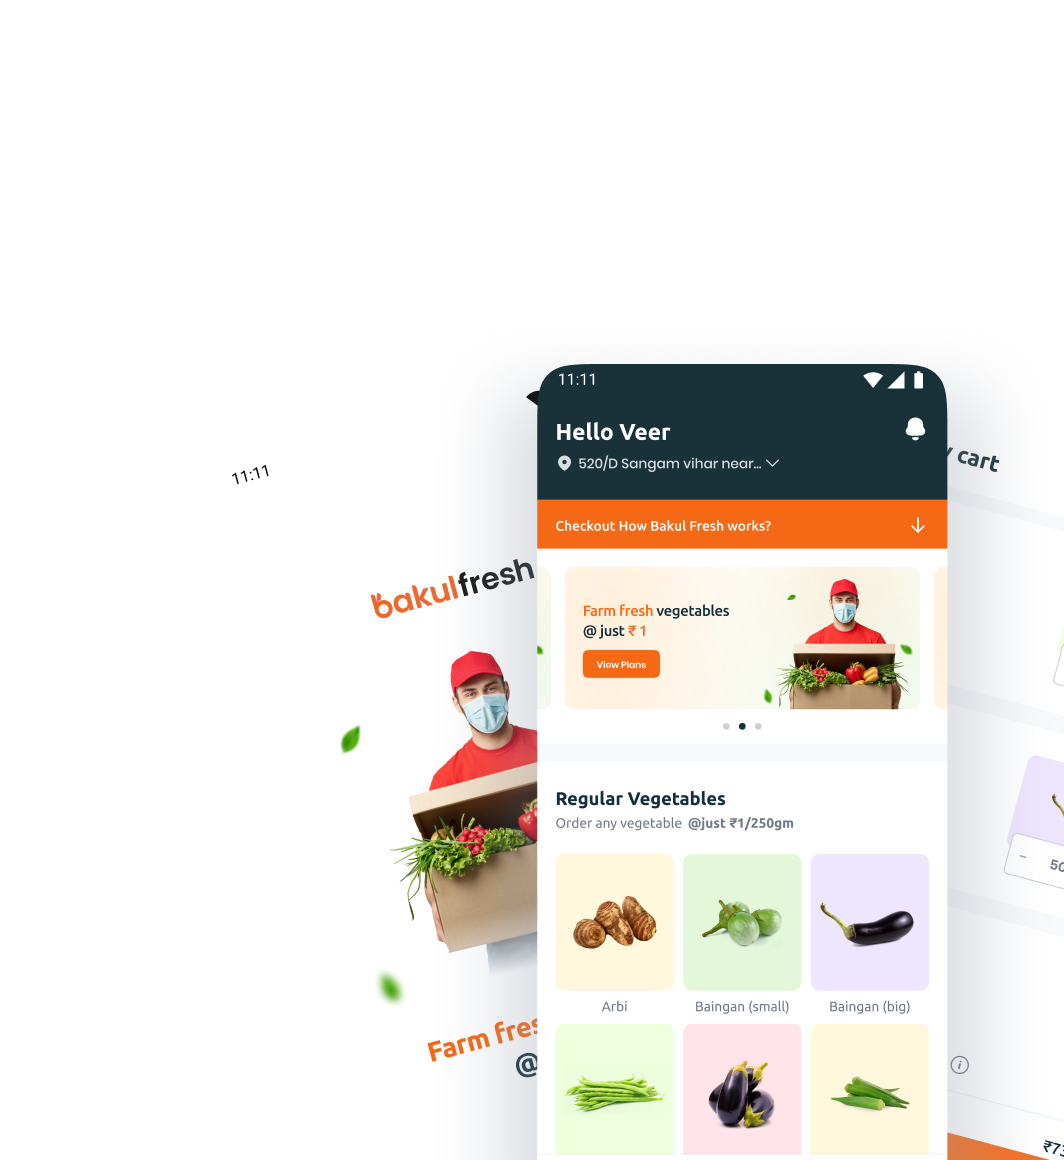 11:11
bakulfresh
Farm fres
@
11:11
Hello Veer
520/D Sangam vihar near...
Checkout How Bakul Fresh works?
Farm fresh vegetables
@ just ₹ 1
View Plans
Regular Vegetables
Order any vegetable @just ₹1/250gm
Arbi
Baingan (small)
Baingan (big)
cart
- 50
i
₹73